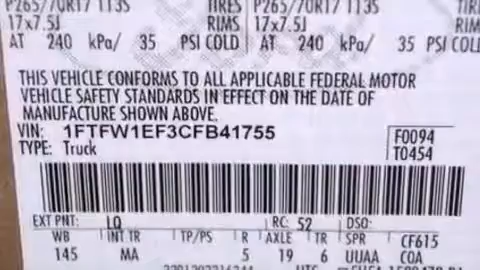 P265/70R17 113S TIRES P265/70R17 113S TIRES
17x7.5J RIMS 17x7.5J RIMS
AT 240 kPa/ 35 PSI COLD AT 240 kPa/ 35 PSI COLD
THIS VEHICLE CONFORMS TO ALL APPLICABLE FEDERAL MOTOR
VEHICLE SAFETY STANDARDS IN EFFECT ON THE DATE OF
MANUFACTURE SHOWN ABOVE.
VIN: 1FTFW1EF3CFB41755
TYPE: Truck
F0094
T0454
EXT PNT: LQ RC: 52 DSO:
WB INT TR TP/PS R AXLE TR SPR CF615
145 MA 5 19 6 UUAA COA
UTC